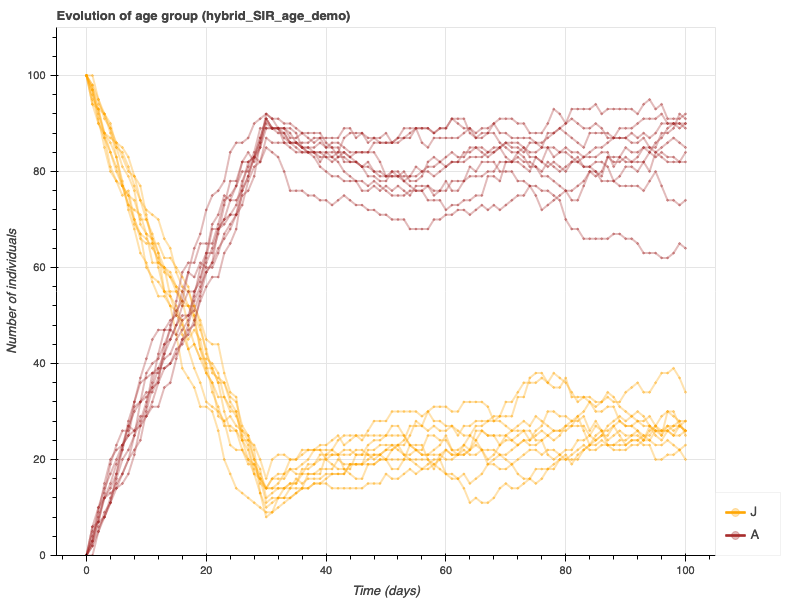 Evolution of age group (hybrid_SIR_age_demo)
100
80
60
40
20
0
Number of individuals
0 20 40 60 80 100
Time (days)
J
A